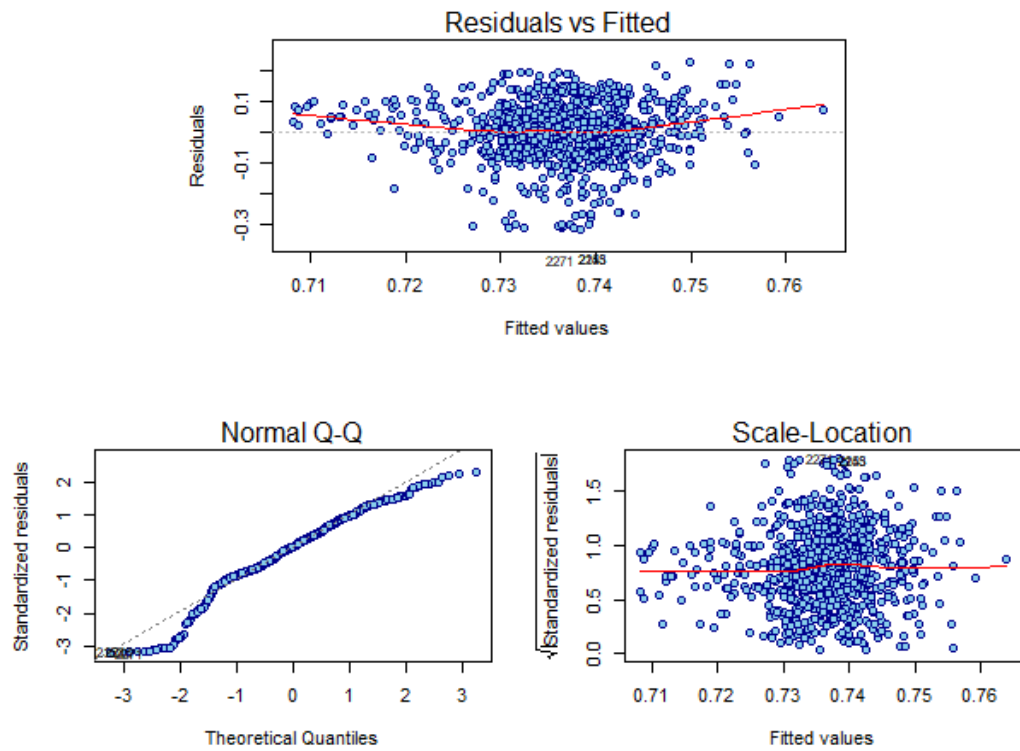 Residuals vs Fitted
Residuals
0.1
-0.1
-0.3
2271
0.71 0.72 0.73 0.74 0.75 0.76
Fitted values
Normal Q-Q
Standardized residuals
2
1
0
-1
-2
-3
-3 -2 -1 0 1 2 3
Theoretical Quantiles
Scale-Location
√|Standardized residuals|
1.5
1.0
0.5
0.0
0.71 0.72 0.73 0.74 0.75 0.76
Fitted values